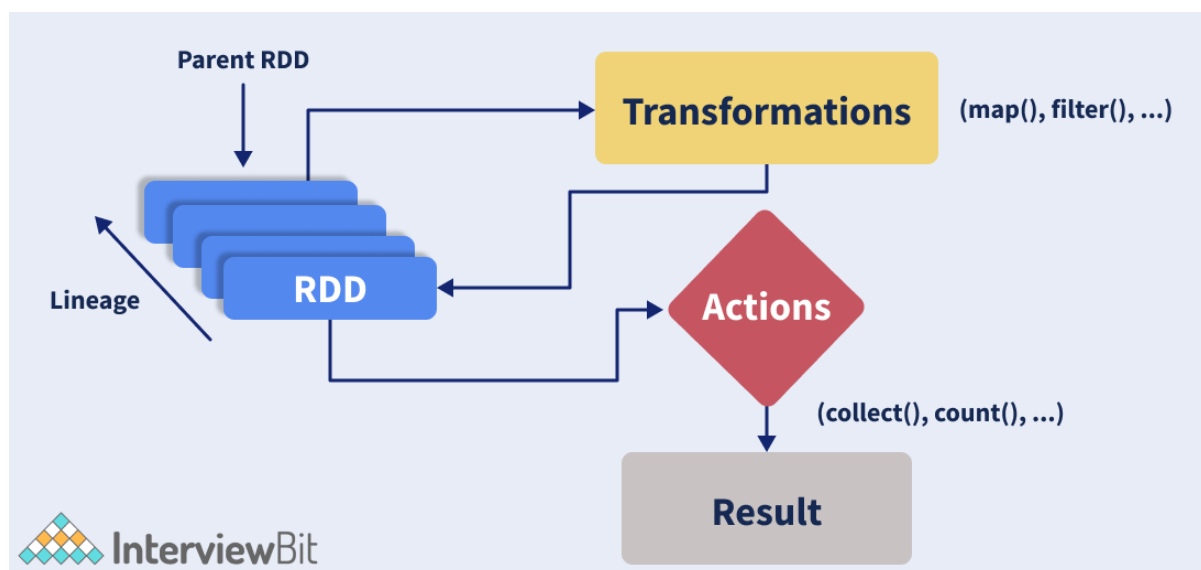 Parent RDD
Transformations
(map(), filter(), ...)
RDD
Lineage
Actions
(collect(), count(), ...)
Result
InterviewBit